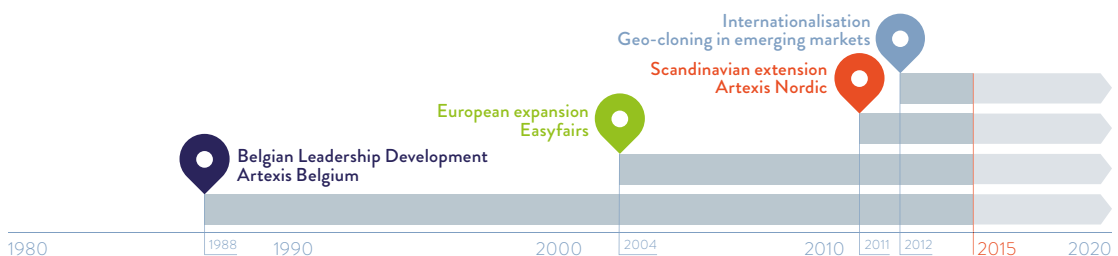 Internationalisation
Geo-cloning in emerging markets
Scandinavian extension
Artexis Nordic
European expansion
Easyfairs
Belgian Leadership Development
Artexis Belgium
1980 1988 1990 2000 2004 2010 2011 2012 2015 2020